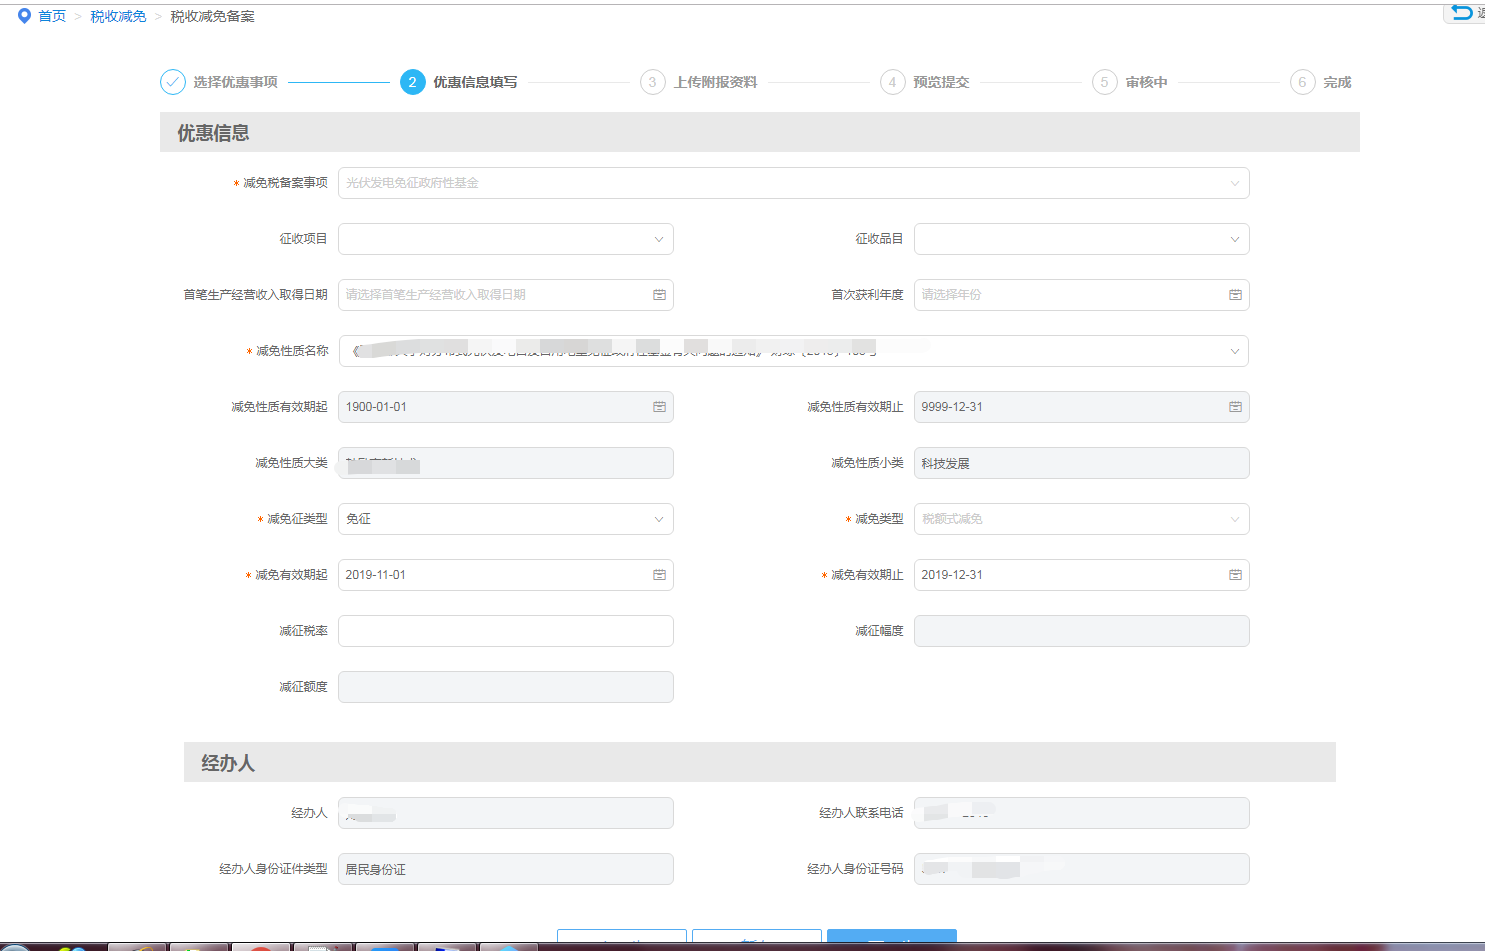 首页 > 税收减免 > 税收减免备案
选择优惠事项 2 优惠信息填写 3 上传附报资料 4 预览提交 5 审核中 6 完成
优惠信息
* 减免税备案事项 光伏发电免征政府性基金
征收项目 征收品目
首笔生产经营收入取得日期 请选择首笔生产经营收入取得日期 首次获利年度 请选择年份
* 减免性质名称
减免性质有效期起 1900-01-01 减免性质有效期止 9999-12-31
减免性质大类 减免性质小类 科技发展
* 减免征类型 免征 * 减免类型 税额式减免
* 减免有效期起 2019-11-01 * 减免有效期止 2019-12-31
减征税率 减征幅度
减征额度
经办人
经办人 经办人联系电话
经办人身份证件类型 居民身份证 经办人身份证号码